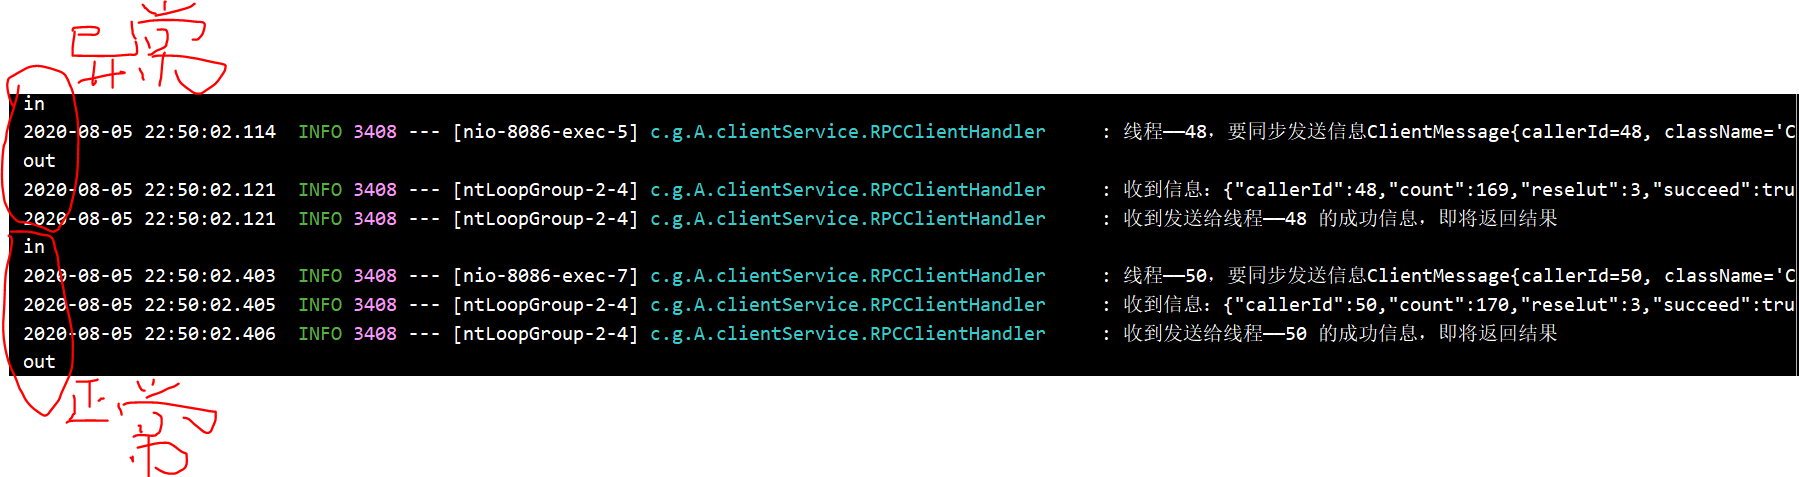 异常
in
2020-08-05 22:50:02.114  INFO 3408 --- [nio-8086-exec-5] c.g.A.clientService.RPCClientHandler     : 线程——48，要同步发送信息ClientMessage{callerId=48, className='C
out
2020-08-05 22:50:02.121  INFO 3408 --- [ntLoopGroup-2-4] c.g.A.clientService.RPCClientHandler     : 收到信息：{"callerId":48,"count":169,"reselut":3,"succeed":tru
2020-08-05 22:50:02.121  INFO 3408 --- [ntLoopGroup-2-4] c.g.A.clientService.RPCClientHandler     : 收到发送给线程——48 的成功信息，即将返回结果
in
2020-08-05 22:50:02.403  INFO 3408 --- [nio-8086-exec-7] c.g.A.clientService.RPCClientHandler     : 线程——50，要同步发送信息ClientMessage{callerId=50, className='C
2020-08-05 22:50:02.405  INFO 3408 --- [ntLoopGroup-2-4] c.g.A.clientService.RPCClientHandler     : 收到信息：{"callerId":50,"count":170,"reselut":3,"succeed":tru
2020-08-05 22:50:02.406  INFO 3408 --- [ntLoopGroup-2-4] c.g.A.clientService.RPCClientHandler     : 收到发送给线程——50 的成功信息，即将返回结果
out
正常